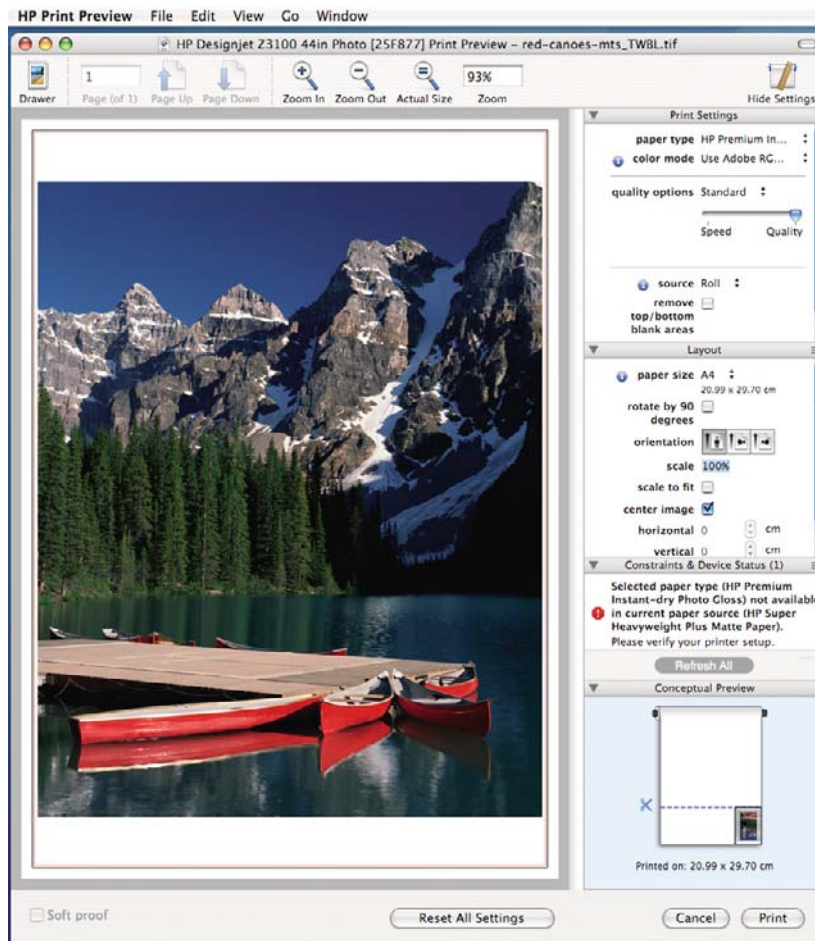 HP Print Preview File Edit View Go Window
HP Designjet Z3100 44in Photo [25F877] Print Preview – red-canoes-mts_TWBL.tif
1
93%
Drawer Page (of 1) Page Up Page Down Zoom In Zoom Out Actual Size Zoom Hide Settings
Print Settings
paper type HP Premium In...
color mode Use Adobe RG...
quality options Standard
Speed Quality
source Roll
remove
top/bottom
blank areas
Layout
paper size A4
20.99 x 29.70 cm
rotate by 90
degrees
orientation
scale 100%
scale to fit
center image
horizontal 0 cm
vertical 0 cm
Constraints & Device Status (1)
Selected paper type (HP Premium
Instant-dry Photo Gloss) not available
in current paper source (HP Super
Heavyweight Plus Matte Paper).
Please verify your printer setup.
Refresh All
Conceptual Preview
Printed on: 20.99 x 29.70 cm
Soft proof Reset All Settings Cancel Print